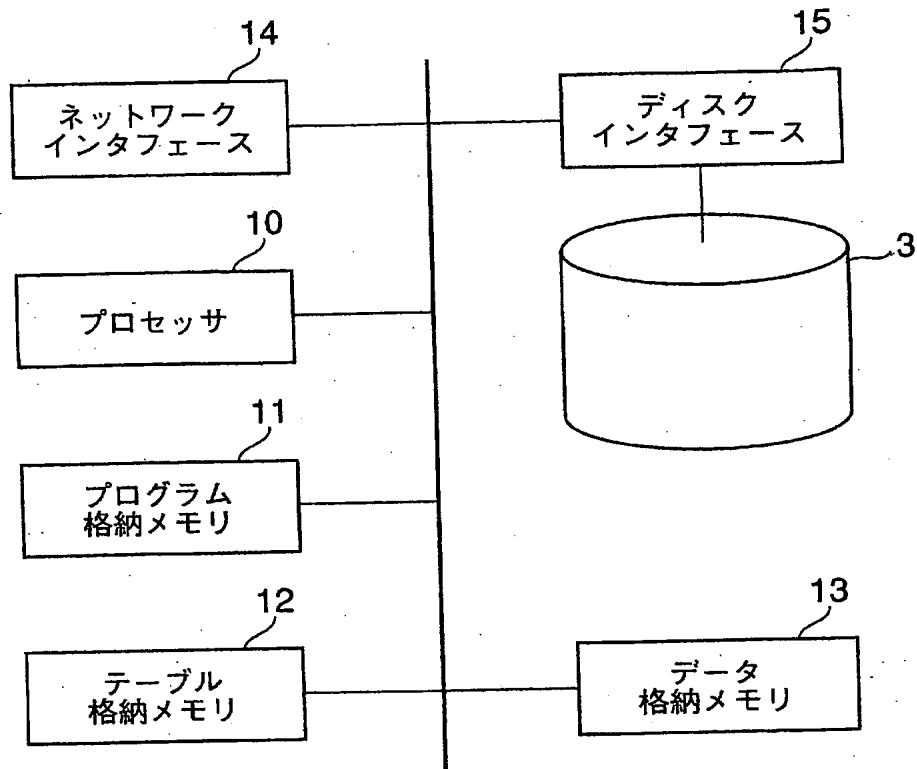 14
ネットワーク
インタフェース
15
ディスク
インタフェース
3
10
プロセッサ
11
プログラム
格納メモリ
12
テーブル
格納メモリ
13
データ
格納メモリ